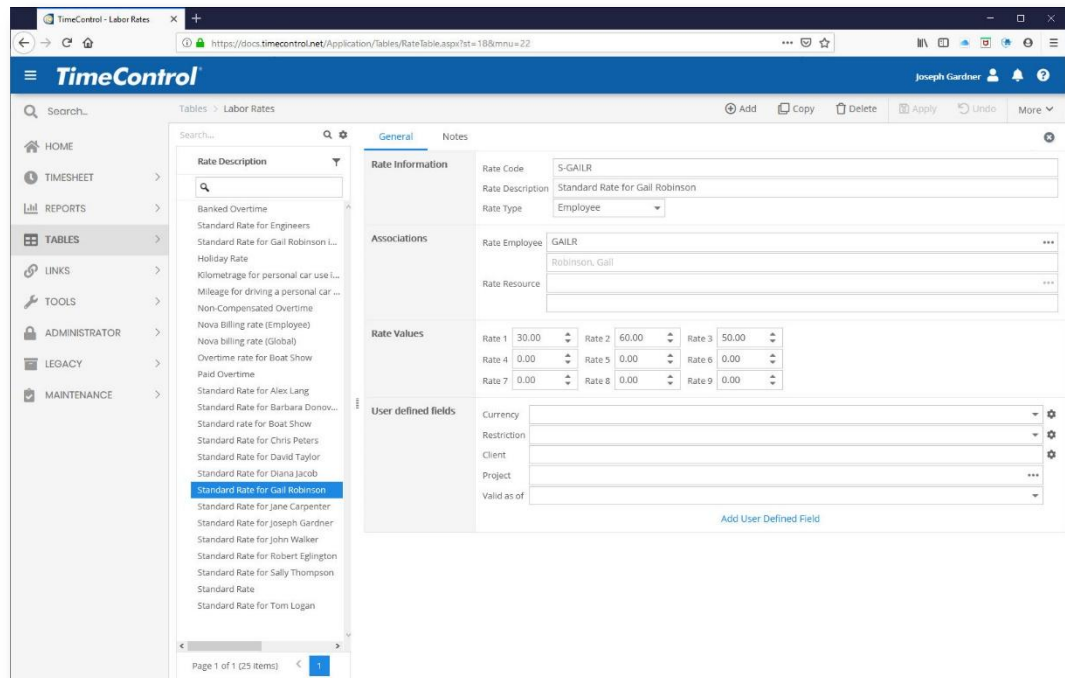 TimeControl - Labor Rates
https://docs.timecontrol.net/Application/Tables/RateTable.aspx?st=18&mnu=22
TimeControl
Joseph Gardner
Search...
Tables > Labor Rates
Add
Copy
Delete
Apply
Undo
More
HOME
TIMESHEET
REPORTS
TABLES
LINKS
TOOLS
ADMINISTRATOR
LEGACY
MAINTENANCE
Search...
Rate Description
Banked Overtime
Standard Rate for Engineers
Standard Rate for Gail Robinson i...
Holiday Rate
Kilometrage for personal car use i...
Mileage for driving a personal car ...
Non-Compensated Overtime
Nova Billing rate (Employee)
Nova billing rate (Global)
Overtime rate for Boat Show
Paid Overtime
Standard Rate for Alex Lang
Standard Rate for Barbara Donov...
Standard rate for Boat Show
Standard Rate for Chris Peters
Standard Rate for David Taylor
Standard Rate for Diana Jacob
Standard Rate for Gail Robinson
Standard Rate for Jane Carpenter
Standard Rate for Joseph Gardner
Standard Rate for John Walker
Standard Rate for Robert Eglington
Standard Rate for Sally Thompson
Standard Rate
Standard Rate for Tom Logan
Page 1 of 1 (25 items) < 1
General Notes
Rate Information
Rate Code S-GAILR
Rate Description Standard Rate for Gail Robinson
Rate Type Employee
Associations
Rate Employee GAILR
Robinson, Gail
Rate Resource
Rate Values
Rate 1 30.00 Rate 2 60.00 Rate 3 50.00
Rate 4 0.00 Rate 5 0.00 Rate 6 0.00
Rate 7 0.00 Rate 8 0.00 Rate 9 0.00
User defined fields
Currency
Restriction
Client
Project
Valid as of
Add User Defined Field